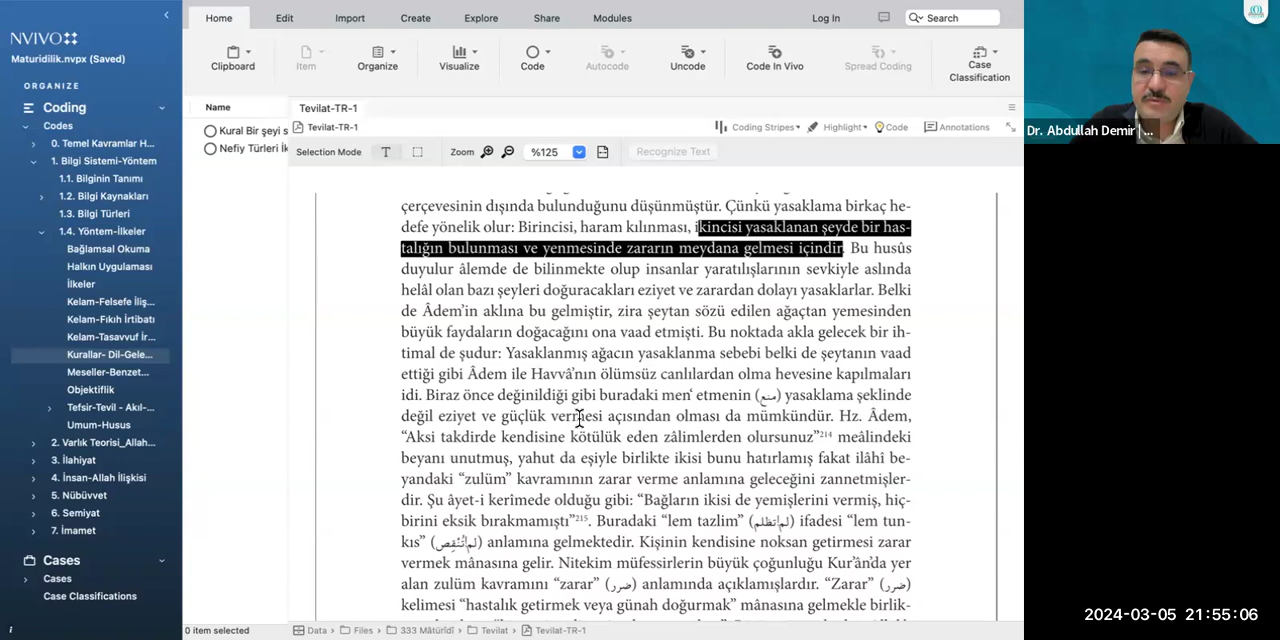 NVIVO
Maturidilik.nvpx (Saved)
ORGANIZE
Coding
Codes
0. Temel Kavramlar H...
1. Bilgi Sistemi-Yöntem
1.1. Bilginin Tanımı
1.2. Bilgi Kaynakları
1.3. Bilgi Türleri
1.4. Yöntem-İlkeler
Bağlamsal Okuma
Halkın Uygulaması
İlkeler
Kelam-Felsefe İliş...
Kelam-Fıkıh İrtibatı
Kelam-Tasavvuf İr...
Kurallar- Dil-Gele...
Meseller-Benzet...
Objektiflik
Tefsir-Tevil - Akıl-...
Umum-Husus
2. Varlık Teorisi_Allah...
3. İlahiyat
4. İnsan-Allah İlişkisi
5. Nübüvvet
6. Semiyat
7. İmamet
Cases
Cases
Case Classifications
Home Edit Import Create Explore Share Modules Log In Search
Clipboard Item Organize Visualize Code Autocode Uncode Code In Vivo Spread Coding Case Classification
Name
Kural Bir şeyi s
Nefiy Türleri İk
Tevilat-TR-1
Tevilat-TR-1 Coding Stripes Highlight Code Annotations
Selection Mode T Zoom %125 Recognize Text
çerçevesinin dışında bulunduğunu düşünmüştür. Çünkü yasaklama birkaç he-
defe yönelik olur: Birincisi, haram kılınması, ikincisi yasaklanan şeyde bir has-
talığın bulunması ve yenmesinde zararın meydana gelmesi içindir. Bu husûs
duyulur âlemde de bilinmekte olup insanlar yaratılışlarının sevkiyle aslında
helâl olan bazı şeyleri doğuracakları eziyet ve zarardan dolayı yasaklarlar. Belki
de Âdem'in aklına bu gelmiştir, zira şeytan sözü edilen ağaçtan yemesinden
büyük faydaların doğacağını ona vaad etmişti. Bu noktada akla gelecek bir ih-
timal de şudur: Yasaklanmış ağacın yasaklanma sebebi belki de şeytanın vaad
ettiği gibi Âdem ile Havvâ'nın ölümsüz canlılardan olma hevesine kapılmaları
idi. Biraz önce değinildiği gibi buradaki men' etmenin (منع) yasaklama şeklinde
değil eziyet ve güçlük vermesi açısından olması da mümkündür. Hz. Âdem,
“Aksi takdirde kendisine kötülük eden zâlimlerden olursunuz”214 meâlindeki
beyanı unutmuş, yahut da eşiyle birlikte ikisi bunu hatırlamış fakat ilâhî be-
yandaki “zulüm” kavramının zarar verme anlamına geleceğini zannetmişler-
dir. Şu âyet-i kerîmede olduğu gibi: “Bağların ikisi de yemişlerini vermiş, hiç-
birini eksik bırakmamıştı”215. Buradaki “lem tazlim” (لم تظلم) ifadesi “lem tun-
kıs” (لم تُنْقِص) anlamına gelmektedir. Kişinin kendisine noksan getirmesi zarar
vermek mânasına gelir. Nitekim müfessirlerin büyük çoğunluğu Kur'ân'da yer
alan zulüm kavramını “zarar” (ضرر) anlamında açıklamışlardır. “Zarar” (ضرر)
kelimesi “hastalık getirmek veya günah doğurmak” mânasına gelmekle birlik-
0 item selected
Data Files 333 Mâtürîdî Tevilat Tevilat-TR-1
Dr. Abdullah Demir | ...
2024-03-05 21:55:06